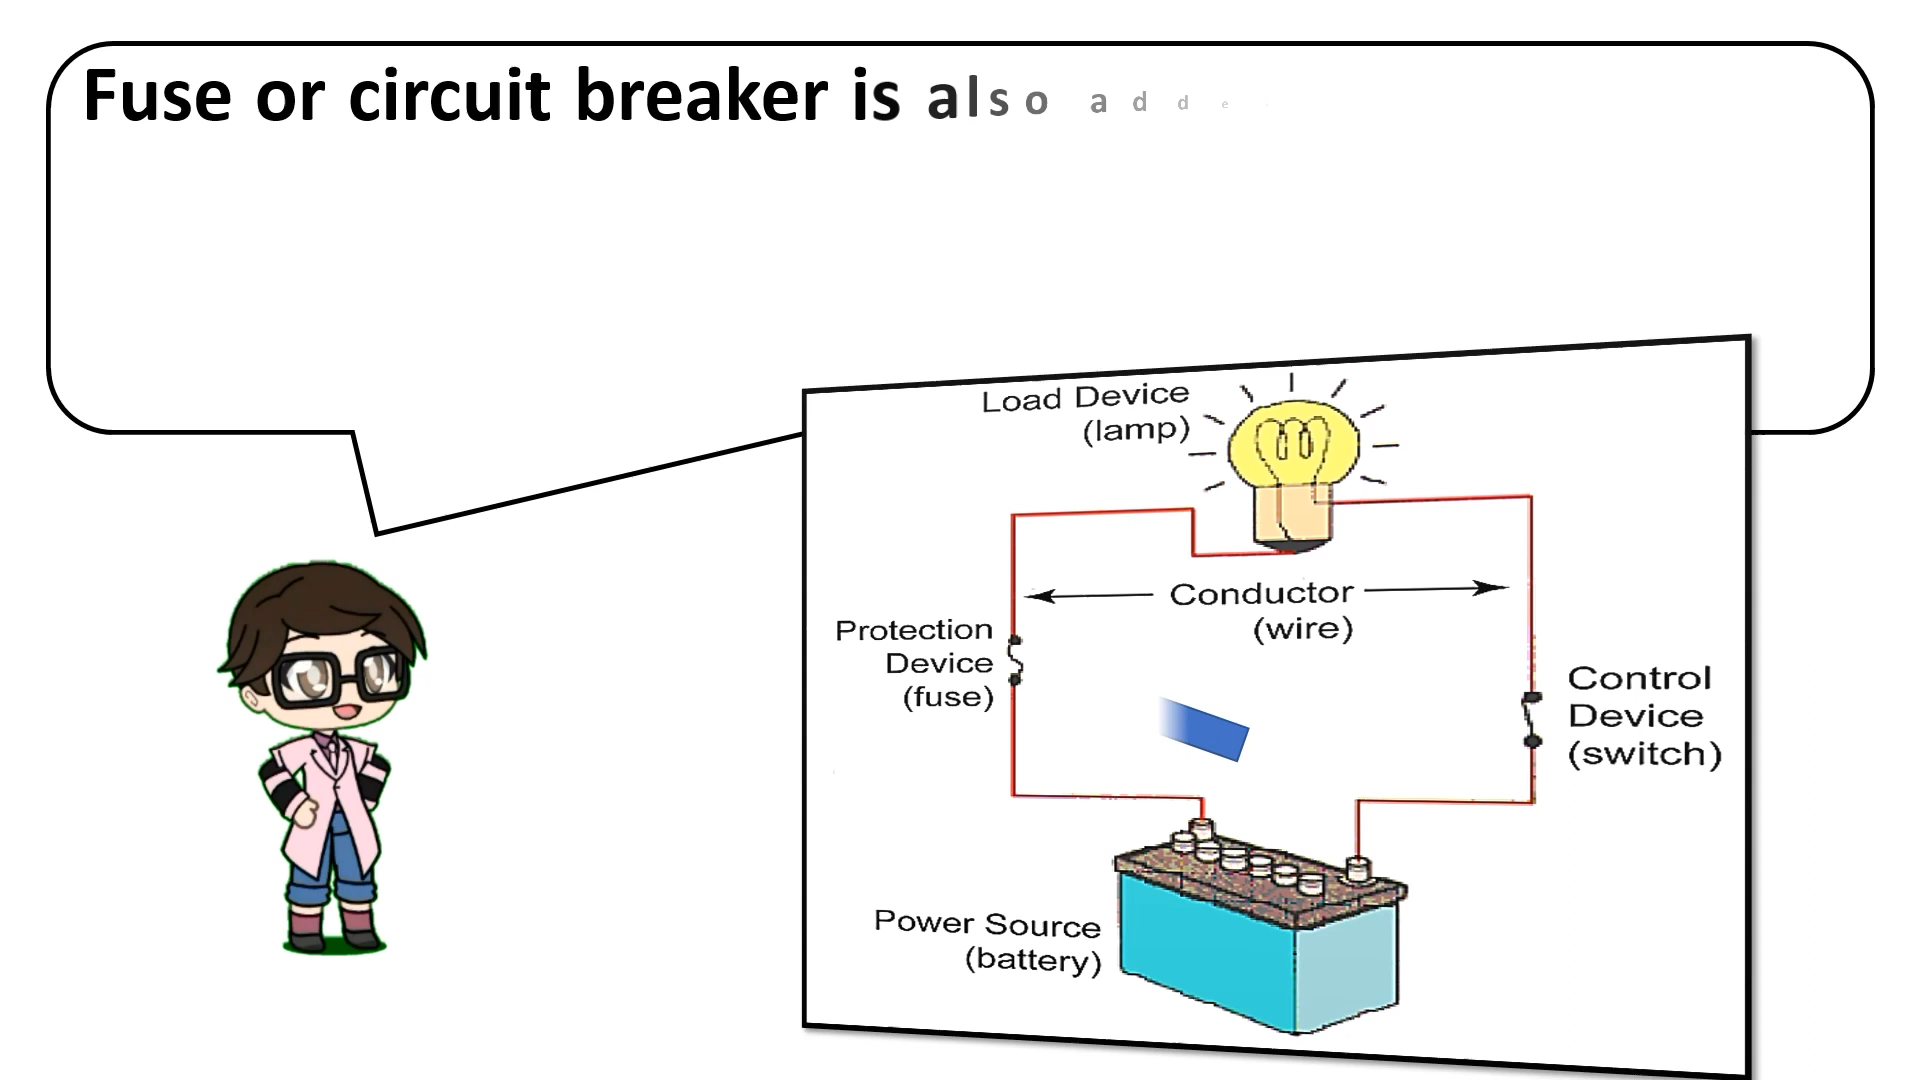 Fuse or circuit breaker is also adde
Load Device
(lamp)
Conductor
(wire)
Protection
Device
(fuse)
Control
Device
(switch)
Power Source
(battery)